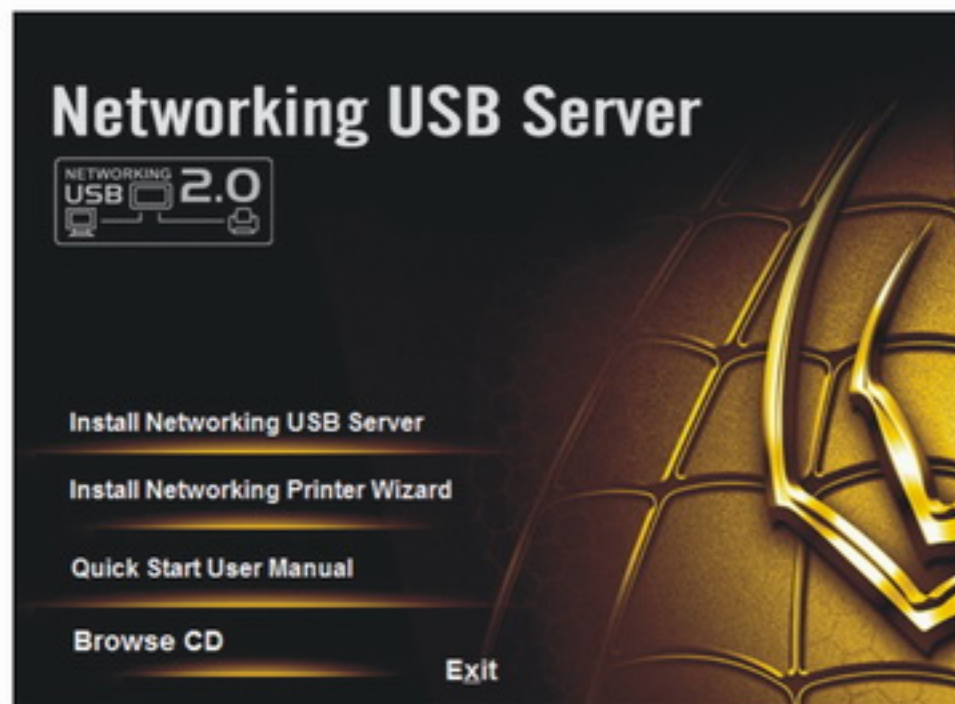 Networking USB Server
NETWORKING
USB 2.0
Install Networking USB Server
Install Networking Printer Wizard
Quick Start User Manual
Browse CD
Exit